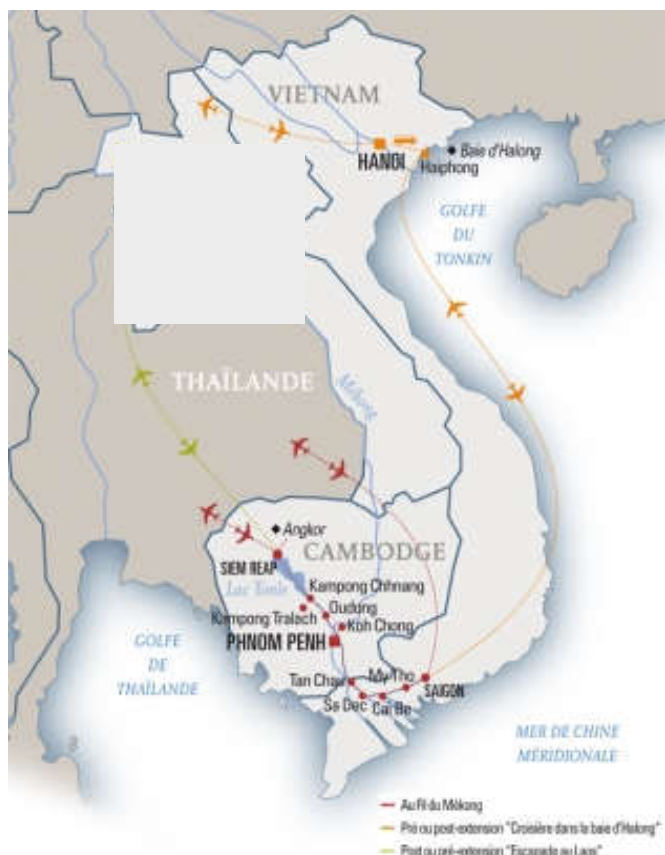 VIETNAM
HANOI
Baie d'Halong
Haiphong
GOLFE
DU
TONKIN
THAÏLANDE
Mékong
Angkor
CAMBODGE
SIEM REAP
Lac Tonle
Kampong Chhnang
Kampong Tralach
Oudong
Koh Chong
PHNOM PENH
GOLFE
DE
THAÏLANDE
Tan Chau
My Tho
SAIGON
Sa Dec
Cai Be
MER DE CHINE
MÉRIDIONALE
Au fil du Mékong
Pré ou post-extension "Croisière dans la baie d'Halong"
Post ou pré-extension "Escapade au Laos"